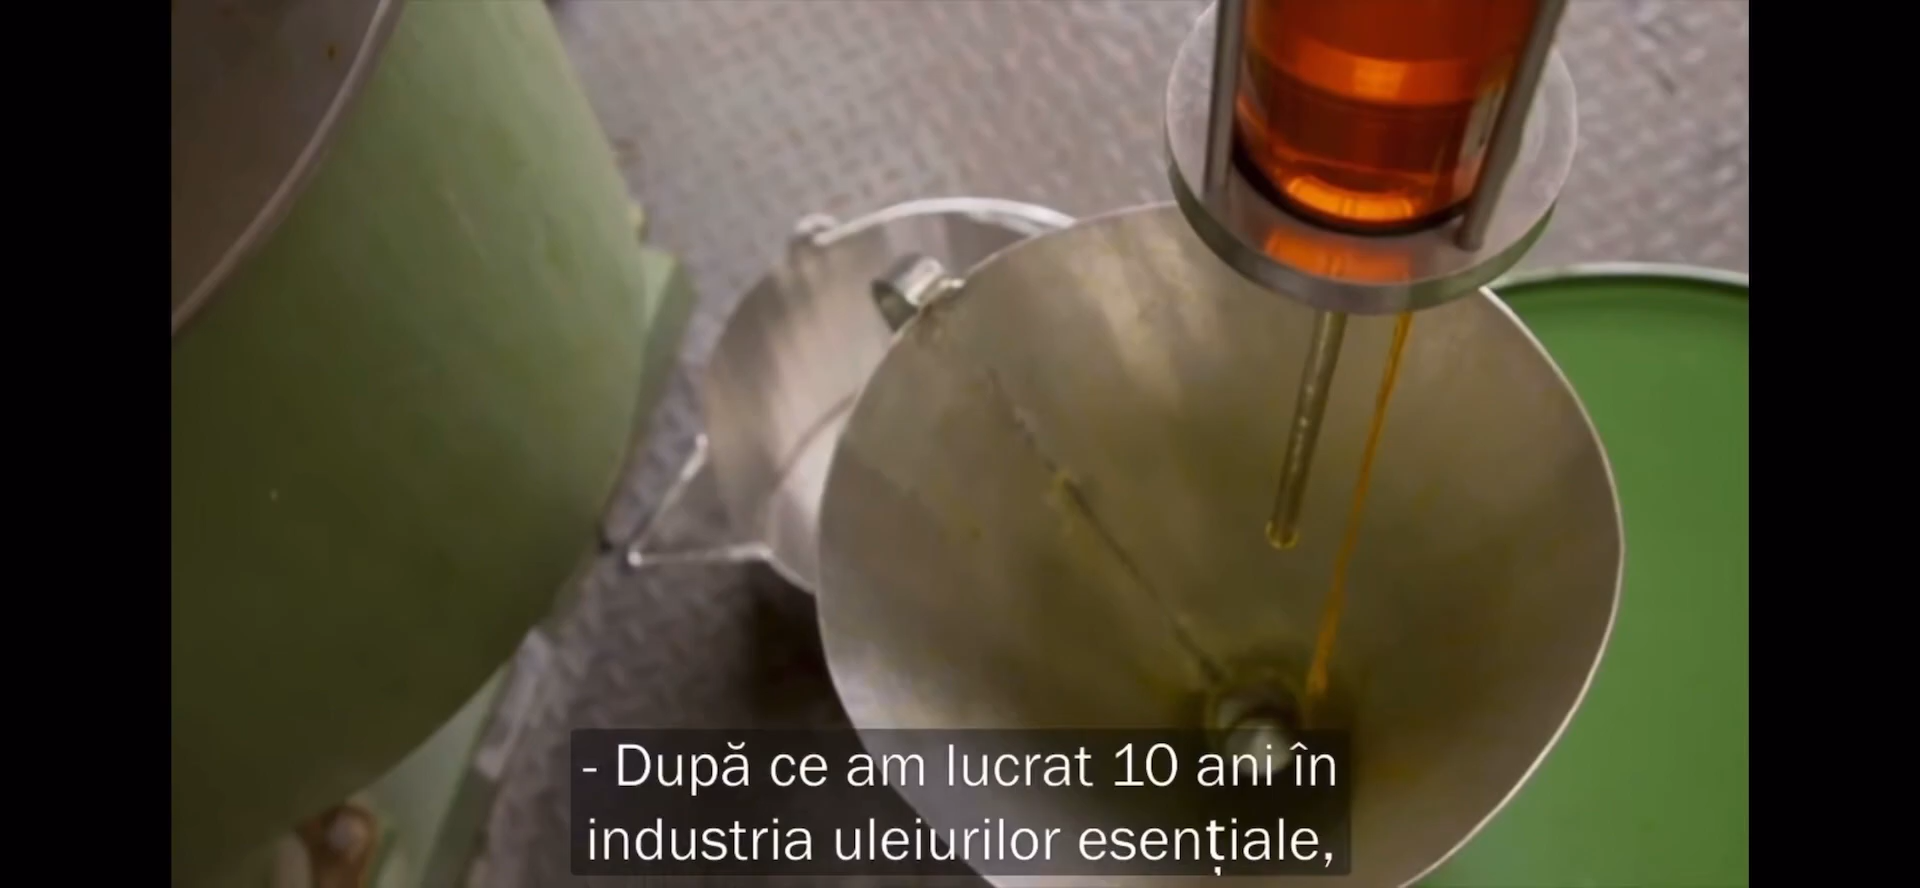 - După ce am lucrat 10 ani în
industria uleiurilor esențiale,